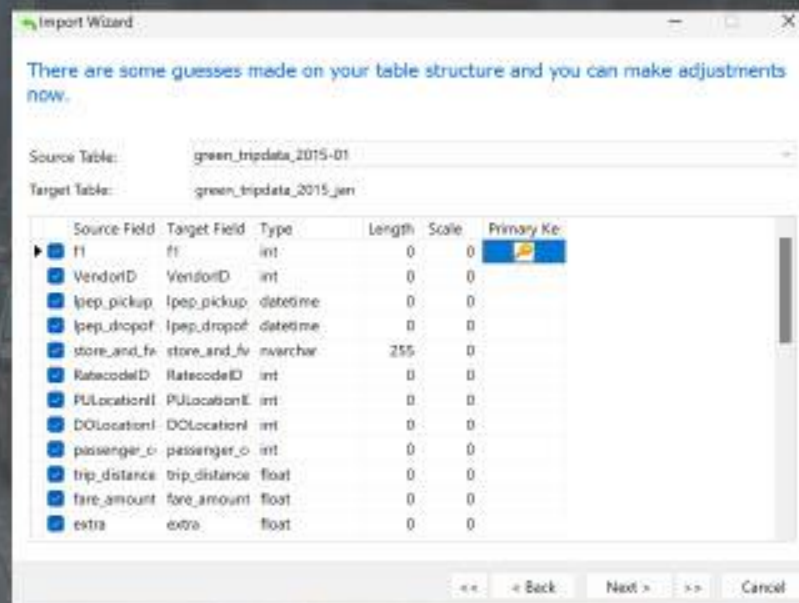 Import Wizard
There are some guesses made on your table structure and you can make adjustments
now.
Source Table: green_tripdata_2015-01
Target Table: green_tripdata_2015_jan
Source Field Target Field Type Length Scale Primary Ke
f1 f1 int 0 0
VendorID VendorID int 0 0
lpep_pickup lpep_pickup datetime 0 0
lpep_dropof lpep_dropof datetime 0 0
store_and_fw store_and_fv nvarchar 255 0
RatecodeID RatecodeID int 0 0
PULocationII PULocationIE int 0 0
DOLocationI DOLocationI int 0 0
passenger_c passenger_c int 0 0
trip_distance trip_distance float 0 0
fare_amount fare_amount float 0 0
extra extra float 0 0
<< < Back Next > >> Cancel